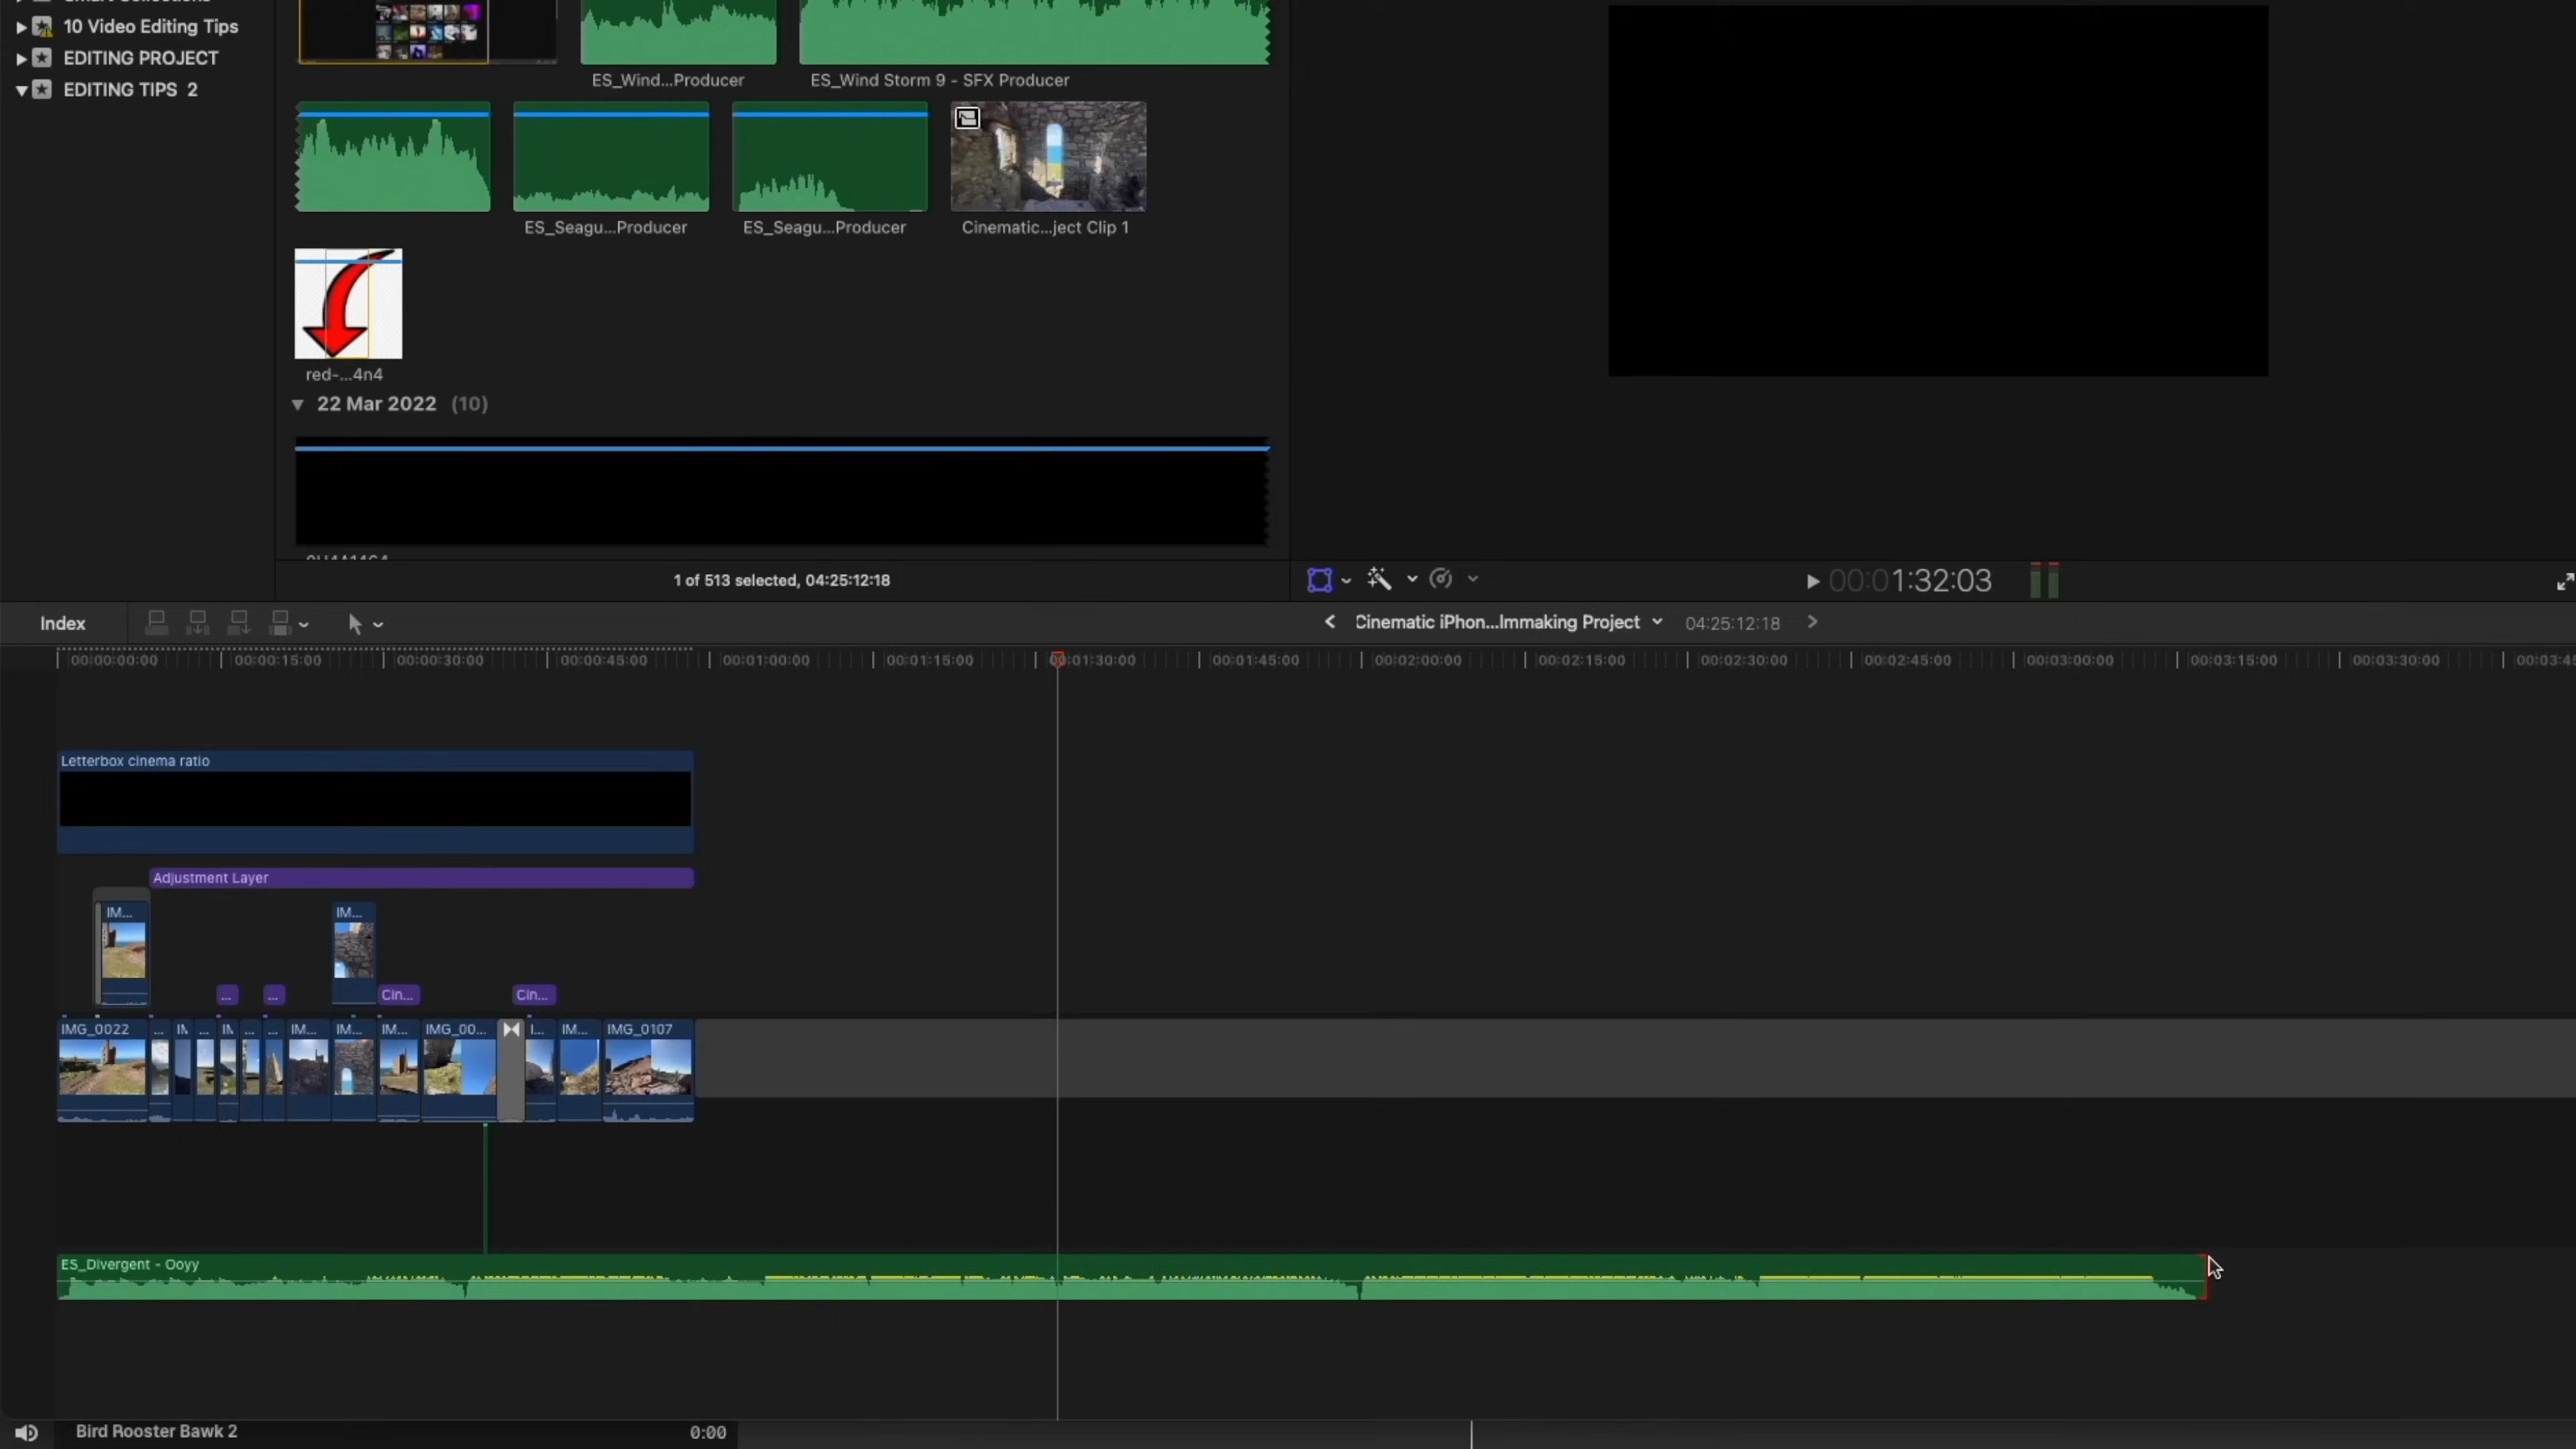 10 Video Editing Tips
EDITING PROJECT
EDITING TIPS 2
ES_Wind...Producer
ES_Wind Storm 9 - SFX Producer
ES_Seagu...Producer
ES_Seagu...Producer
Cinematic...ject Clip 1
red-...4n4
22 Mar 2022 (10)
1 of 513 selected, 04:25:12:18
00:01:32:03
Index
Cinematic iPhon...lmmaking Project
04:25:12:18
00:00:00:00
00:00:15:00
00:00:30:00
00:00:45:00
00:01:00:00
00:01:15:00
00:01:30:00
00:01:45:00
00:02:00:00
00:02:15:00
00:02:30:00
00:02:45:00
00:03:00:00
00:03:15:00
00:03:30:00
00:03:45
Letterbox cinema ratio
Adjustment Layer
IM...
IM...
...
...
Cin...
Cin...
IMG_0022
...
IM
...
IM
...
...
IM...
IM...
IM...
IMG_00...
I...
IM...
IMG_0107
ES_Divergent - Ooyy
Bird Rooster Bawk 2
0:00